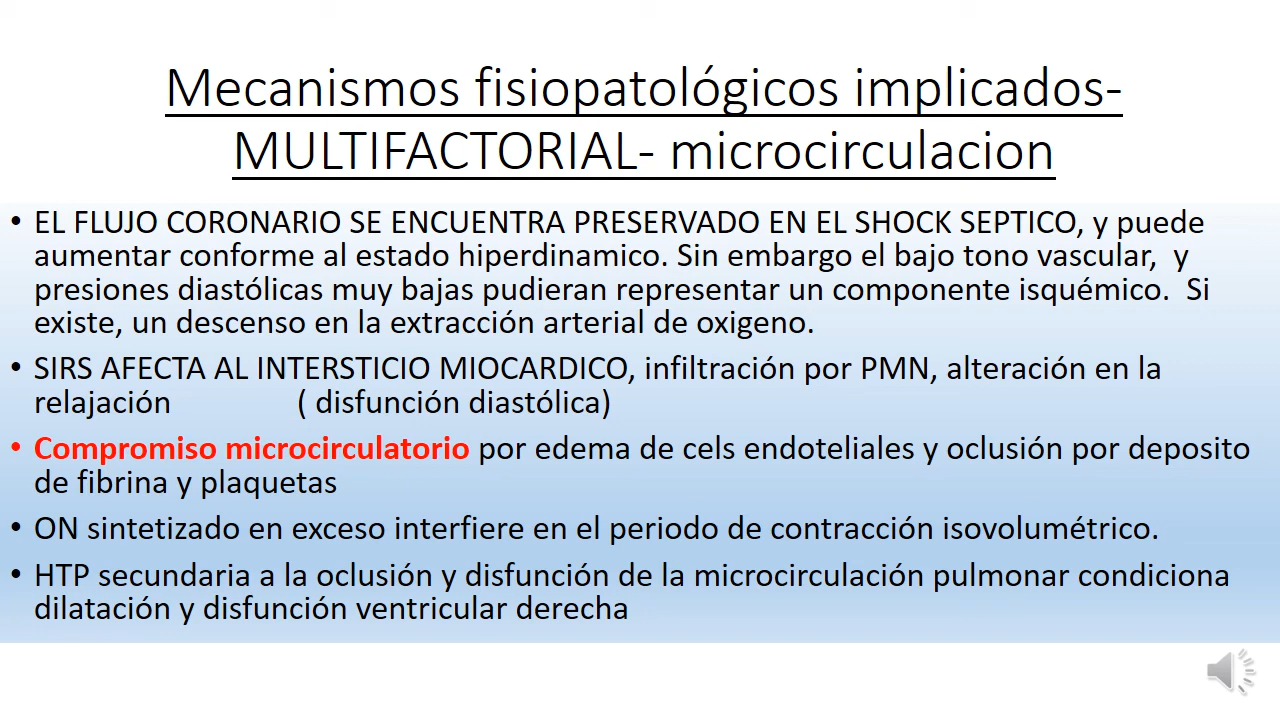 Mecanismos fisiopatológicos implicados-
MULTIFACTORIAL- microcirculacion
• EL FLUJO CORONARIO SE ENCUENTRA PRESERVADO EN EL SHOCK SEPTICO, y puede
aumentar conforme al estado hiperdinamico. Sin embargo el bajo tono vascular, y
presiones diastólicas muy bajas pudieran representar un componente isquémico. Si
existe, un descenso en la extracción arterial de oxigeno.
• SIRS AFECTA AL INTERSTICIO MIOCARDICO, infiltración por PMN, alteración en la
relajación ( disfunción diastólica)
• Compromiso microcirculatorio por edema de cels endoteliales y oclusión por deposito
de fibrina y plaquetas
• ON sintetizado en exceso interfiere en el periodo de contracción isovolumétrico.
• HTP secundaria a la oclusión y disfunción de la microcirculación pulmonar condiciona
dilatación y disfunción ventricular derecha